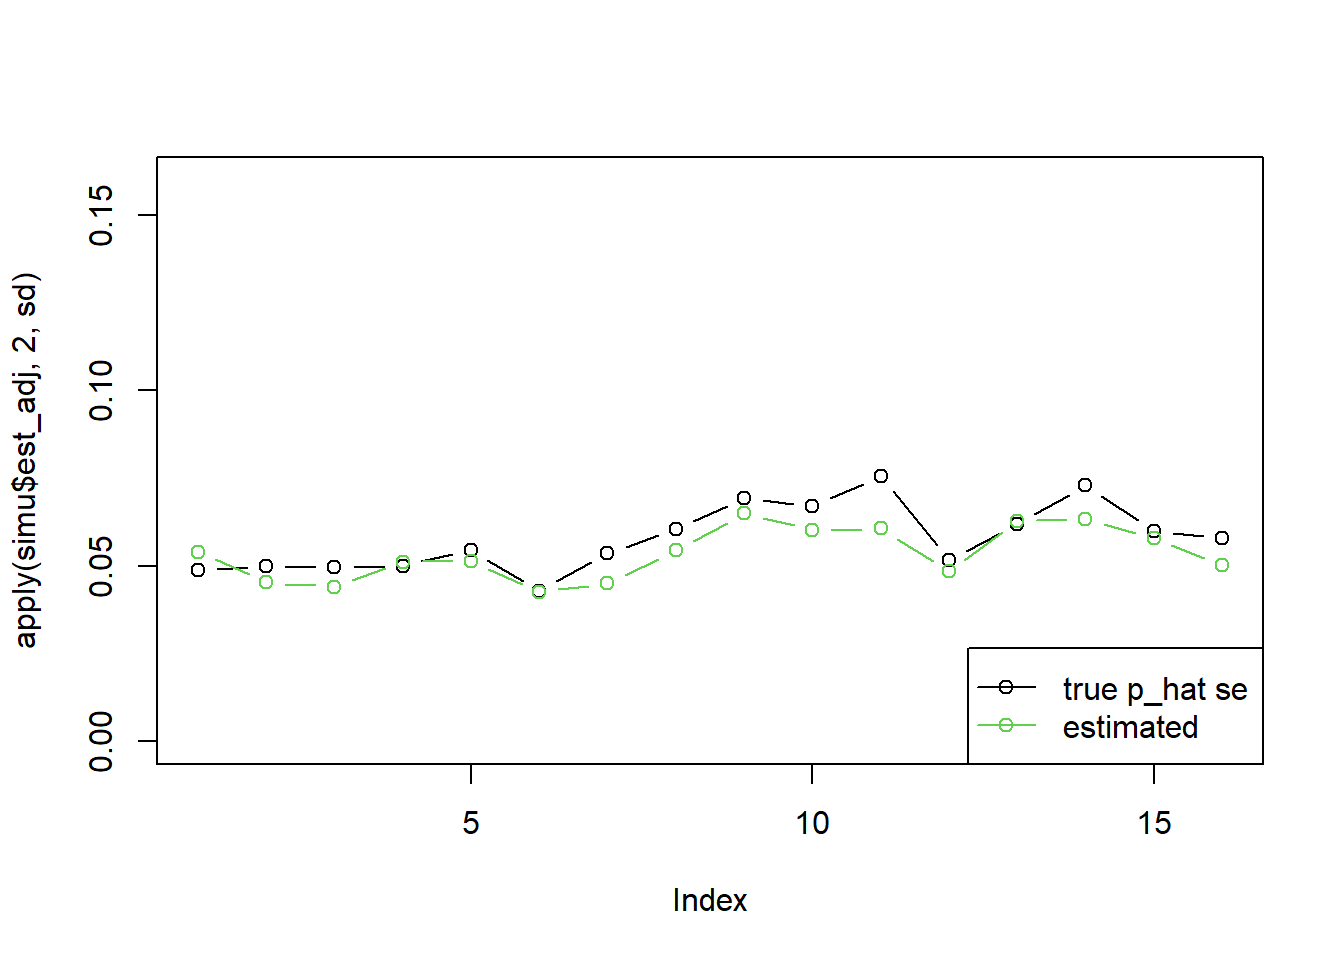 apply(simu$est_adj, 2, sd)
0.15
0.10
0.05
0.00
5
10
15
Index
true p_hat se
estimated